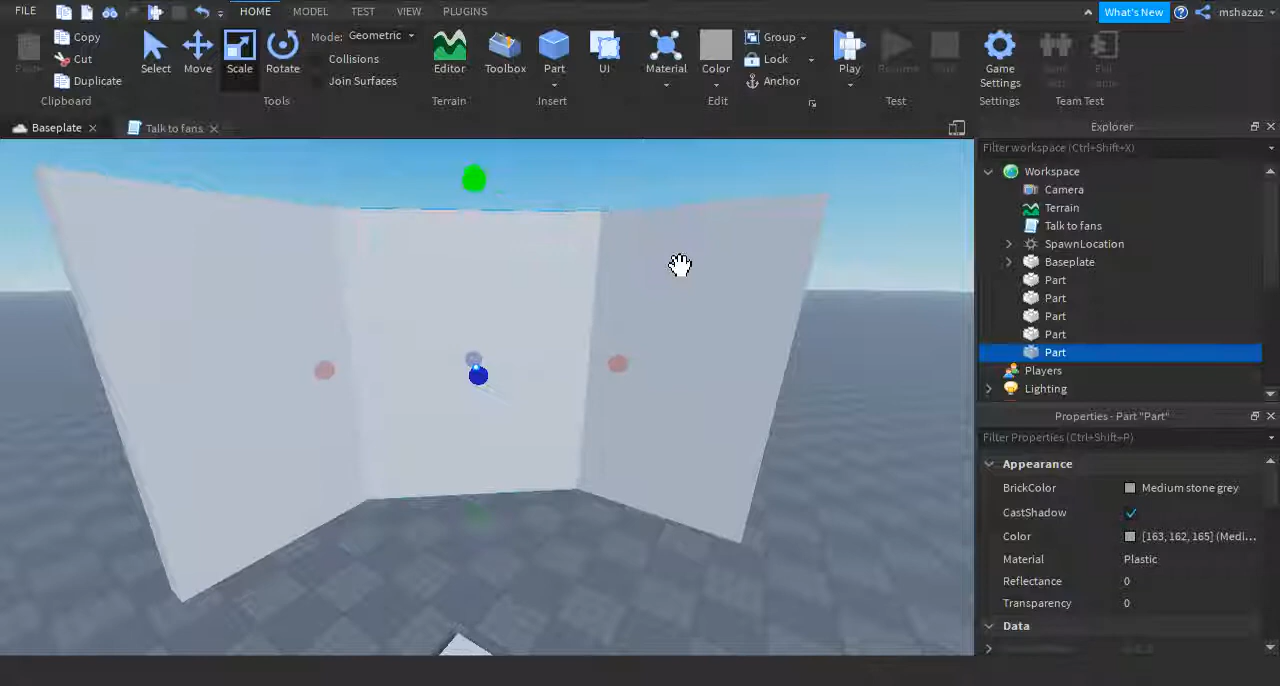 FILE HOME MODEL TEST VIEW PLUGINS What's New mshazaz
Copy
Cut
Duplicate
Clipboard
Select Move Scale Rotate
Mode: Geometric
Collisions
Join Surfaces
Tools
Editor
Terrain
Toolbox Part UI
Insert
Material Color
Group
Lock
Anchor
Edit
Play
Test
Game Settings
Settings
Team Test
Baseplate Talk to fans
Explorer
Filter workspace (Ctrl+Shift+X)
Workspace
Camera
Terrain
Talk to fans
SpawnLocation
Baseplate
Part
Part
Part
Part
Part
Players
Lighting
Properties - Part "Part"
Filter Properties (Ctrl+Shift+P)
Appearance
BrickColor Medium stone grey
CastShadow
Color [163, 162, 165] (Medi...
Material Plastic
Reflectance 0
Transparency 0
Data